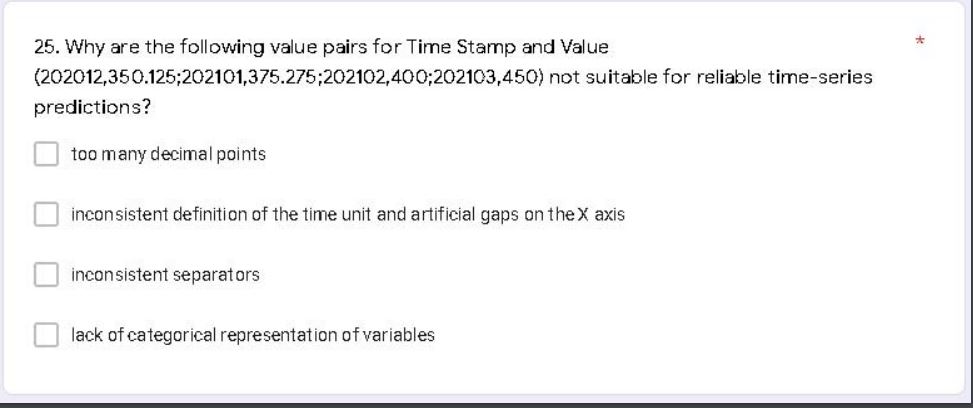 25. Why are the following value pairs for Time Stamp and Value *
(202012,350.125;202101,375.275;202102,400;202103,450) not suitable for reliable time-series
predictions?
too many decimal points
inconsistent definition of the time unit and artificial gaps on the X axis
inconsistent separators
lack of categorical representation of variables